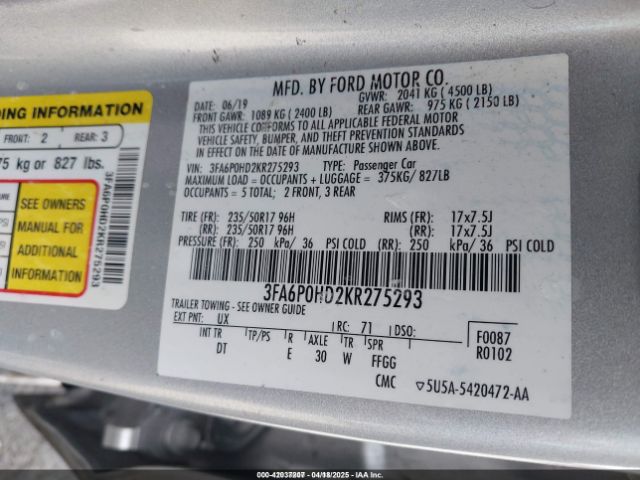 DING INFORMATION
FRONT: 2 REAR: 3
75 kg or 827 lbs.
SEE OWNERS
MANUAL FOR
ADDITIONAL
INFORMATION
3FA6P0HD2KR275293
MFD. BY FORD MOTOR CO.
DATE: 06/19 GVWR: 2041 KG ( 4500 LB)
FRONT GAWR: 1089 KG ( 2400 LB) REAR GAWR: 975 KG ( 2150 LB)
THIS VEHICLE CONFORMS TO ALL APPLICABLE FEDERAL MOTOR
VEHICLE SAFETY, BUMPER, AND THEFT PREVENTION STANDARDS
IN EFFECT ON THE DATE OF MANUFACTURE SHOWN ABOVE.
VIN: 3FA6P0HD2KR275293 TYPE: Passenger Car
MAXIMUM LOAD = OCCUPANTS + LUGGAGE = 375KG/ 827LB
OCCUPANTS = 5 TOTAL; 2 FRONT, 3 REAR
TIRE (FR): 235/50R17 96H RIMS (FR): 17x7.5J
(RR): 235/50R17 96H (RR): 17x7.5J
PRESSURE (FR): 250 kPa/ 36 PSI COLD (RR): 250 kPa/ 36 PSI COLD
3FA6P0HD2KR275293
TRAILER TOWING - SEE OWNER GUIDE
EXT PNT: UX RC: 71 DSO: F0087
INT TR TP/PS R AXLE TR SPR R0102
DT E 30 W FFGG
CMC 5U5A-5420472-AA
000-42037207 - 04/18/2025 - COPART